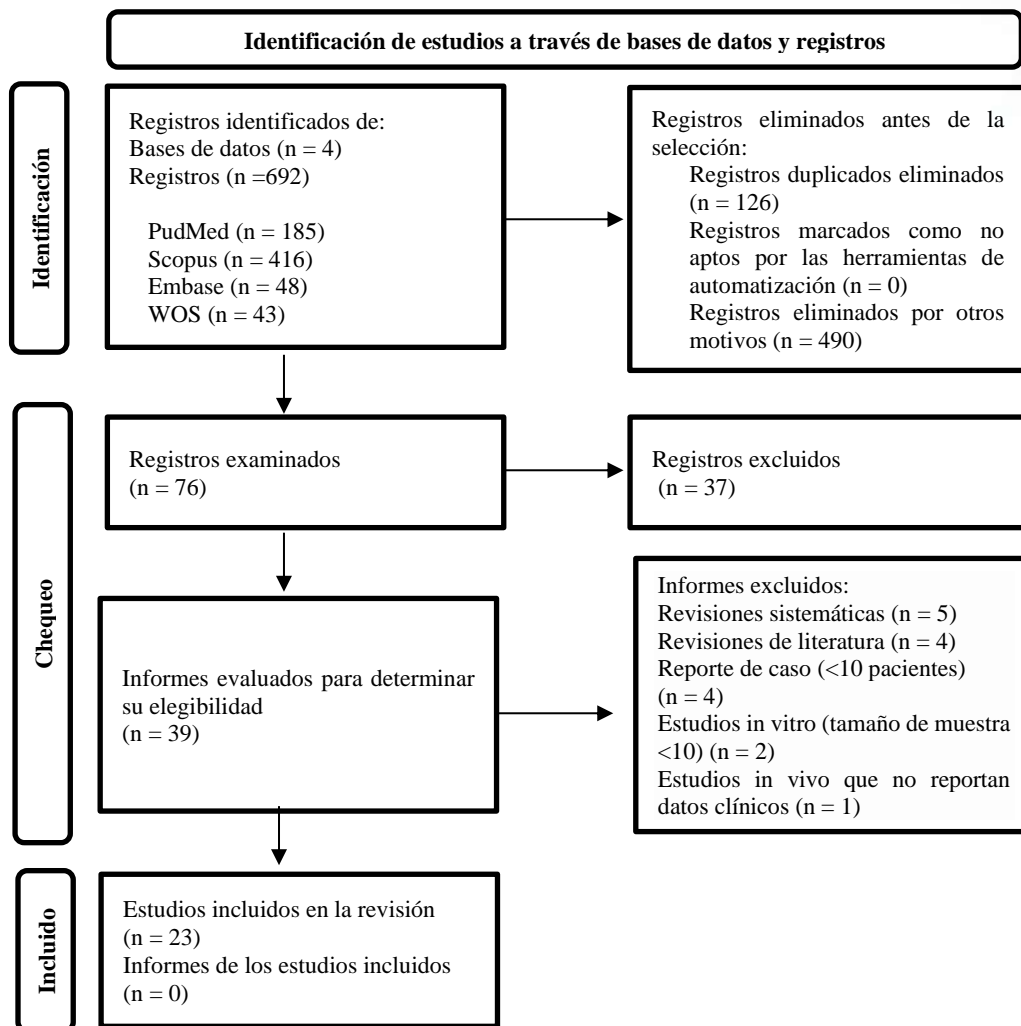 Identificación de estudios a través de bases de datos y registros
Identificación
Registros identificados de:
Bases de datos (n = 4)
Registros (n =692)
PudMed (n = 185)
Scopus (n = 416)
Embase (n = 48)
WOS (n = 43)
Registros eliminados antes de la
selección:
Registros duplicados eliminados
(n = 126)
Registros marcados como no
aptos por las herramientas de
automatización (n = 0)
Registros eliminados por otros
motivos (n = 490)
Chequeo
Registros examinados
(n = 76)
Registros excluidos
(n = 37)
Informes evaluados para determinar
su elegibilidad
(n = 39)
Informes excluidos:
Revisiones sistemáticas (n = 5)
Revisiones de literatura (n = 4)
Reporte de caso (<10 pacientes)
(n = 4)
Estudios in vitro (tamaño de muestra
<10) (n = 2)
Estudios in vivo que no reportan
datos clínicos (n = 1)
Incluido
Estudios incluidos en la revisión
(n = 23)
Informes de los estudios incluidos
(n = 0)